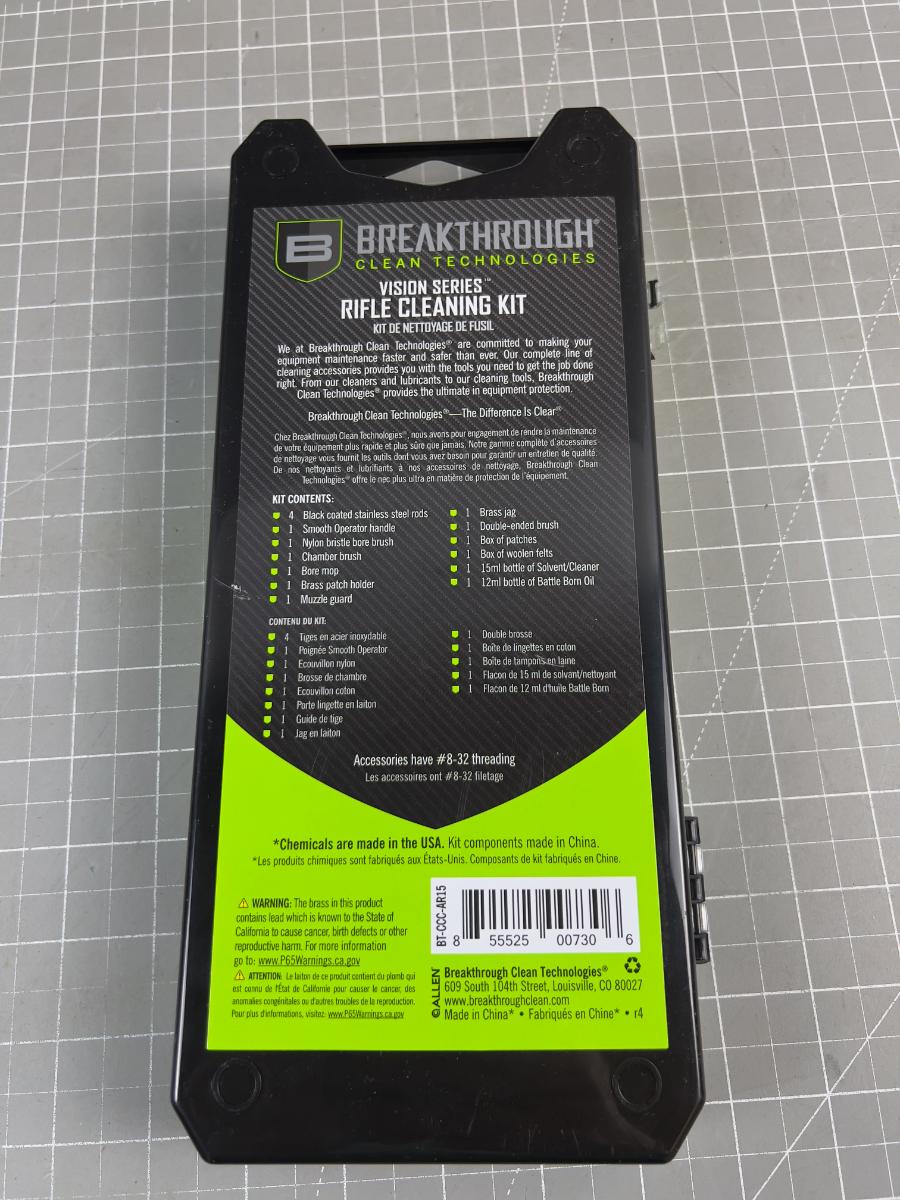 B BREAKTHROUGH®
CLEAN TECHNOLOGIES
VISION SERIES™
RIFLE CLEANING KIT
KIT DE NETTOYAGE DE FUSIL
We at Breakthrough Clean Technologies® are committed to making your
equipment maintenance faster and safer than ever. Our complete line of
cleaning accessories provides you with the tools you need to get the job done
right. From our cleaners and lubricants to our cleaning tools, Breakthrough
Clean Technologies® provides the ultimate in equipment protection.
Breakthrough Clean Technologies®—The Difference Is Clear®
Chez Breakthrough Clean Technologies®, nous avons pour engagement de rendre la maintenance
de votre équipement plus rapide et plus sûre que jamais. Notre gamme complète d'accessoires
de nettoyage vous fournit les outils dont vous avez besoin pour garantir un entretien de qualité.
De nos nettoyants et lubrifiants à nos accessoires de nettoyage, Breakthrough Clean
Technologies® offre le nec plus ultra en matière de protection de l'équipement.
KIT CONTENTS:
4 Black coated stainless steel rods
1 Smooth Operator handle
1 Nylon bristle bore brush
1 Chamber brush
1 Bore mop
1 Brass patch holder
1 Muzzle guard
1 Brass jag
1 Double-ended brush
1 Box of patches
1 Box of woolen felts
1 15ml bottle of Solvent/Cleaner
1 12ml bottle of Battle Born Oil
CONTENU DU KIT:
4 Tiges en acier inoxydable
1 Poignée Smooth Operator
1 Ecouvillon nylon
1 Brosse de chambre
1 Ecouvillon coton
1 Porte lingette en laiton
1 Guide de tige
1 Jag en laiton
1 Double brosse
1 Boîte de lingettes en coton
1 Boîte de tampons en laine
1 Flacon de 15 ml de solvant/nettoyant
1 Flacon de 12 ml d'huile Battle Born
Accessories have #8-32 threading
Les accessoires ont #8-32 filetage
*Chemicals are made in the USA. Kit components made in China.
*Les produits chimiques sont fabriqués aux États-Unis. Composants de kit fabriqués en Chine.
⚠ WARNING: The brass in this product
contains lead which is known to the State of
California to cause cancer, birth defects or other
reproductive harm. For more information
go to: www.P65Warnings.ca.gov
⚠ ATTENTION: Le laiton de ce produit contient du plomb qui
est connu de l'État de Californie pour causer le cancer, des
anomalies congénitales ou d'autres troubles de la reproduction.
Pour plus d'informations, visitez: www.P65Warnings.ca.gov
BT-CCC-AR15
8 55525 00730 6
©ALLEN
Breakthrough Clean Technologies®
609 South 104th Street, Louisville, CO 80027
www.breakthroughclean.com
Made in China* • Fabriqués en Chine* • r4